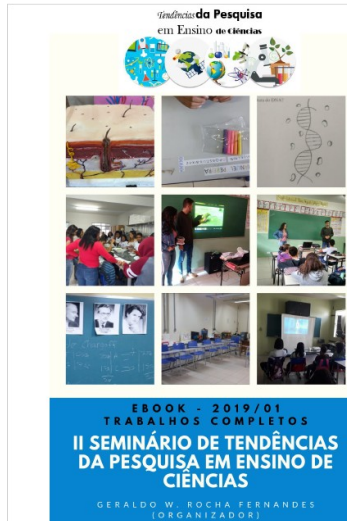 Tendências da Pesquisa
em Ensino de Ciências
EBOOK - 2019/01
TRABALHOS COMPLETOS
II SEMINÁRIO DE TENDÊNCIAS
DA PESQUISA EM ENSINO DE
CIÊNCIAS
GERALDO W. ROCHA FERNANDES
(ORGANIZADOR)